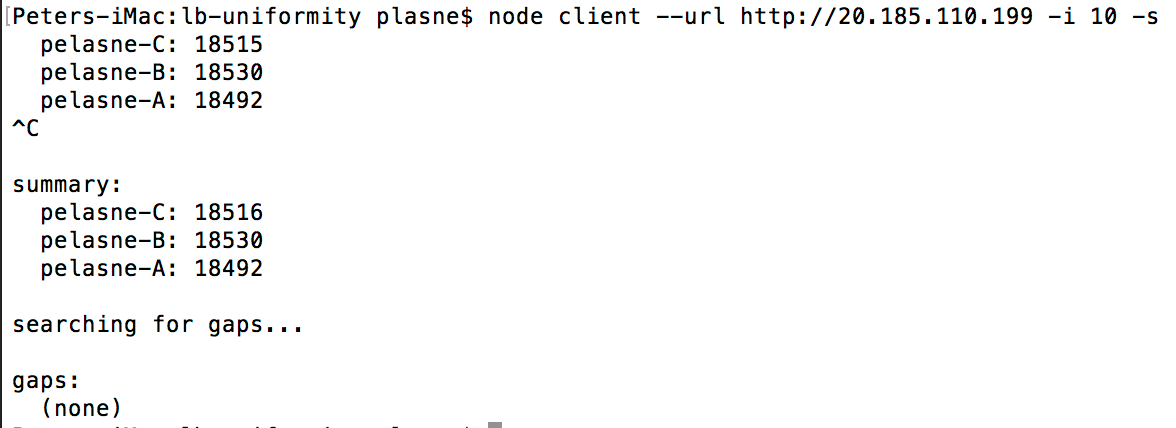 [Peters-iMac:lb-uniformity plasne$ node client --url http://20.185.110.199 -i 10 -s
pelasne-C: 18515
pelasne-B: 18530
pelasne-A: 18492
^C
summary:
pelasne-C: 18516
pelasne-B: 18530
pelasne-A: 18492
searching for gaps...
gaps:
(none)